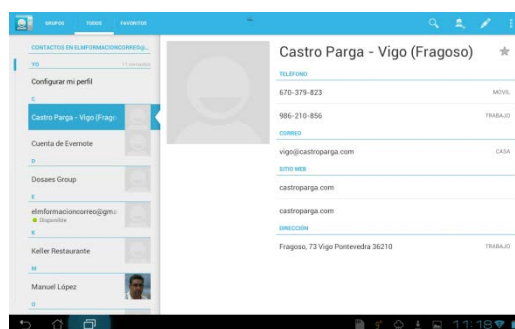 GRUPOS TODOS FAVORITOS
CONTACTOS EN ELMFORMACIONCORREO@...
YO
Configurar mi perfil
C
Castro Parga - Vigo (Frago
Cuenta de Evernote
D
Dosaes Group
E
elmformacioncorreo@gma
Disponible
K
Keller Restaurante
M
Manuel López
Castro Parga - Vigo (Fragoso)
TELÉFONO
670-379-823 MÓVIL
986-210-856 TRABAJO
CORREO
vigo@castroparga.com CASA
SITIO WEB
castroparga.com
castroparga.com
DIRECCIÓN
Fragoso, 73 Vigo Pontevedra 36210 TRABAJO
11:18